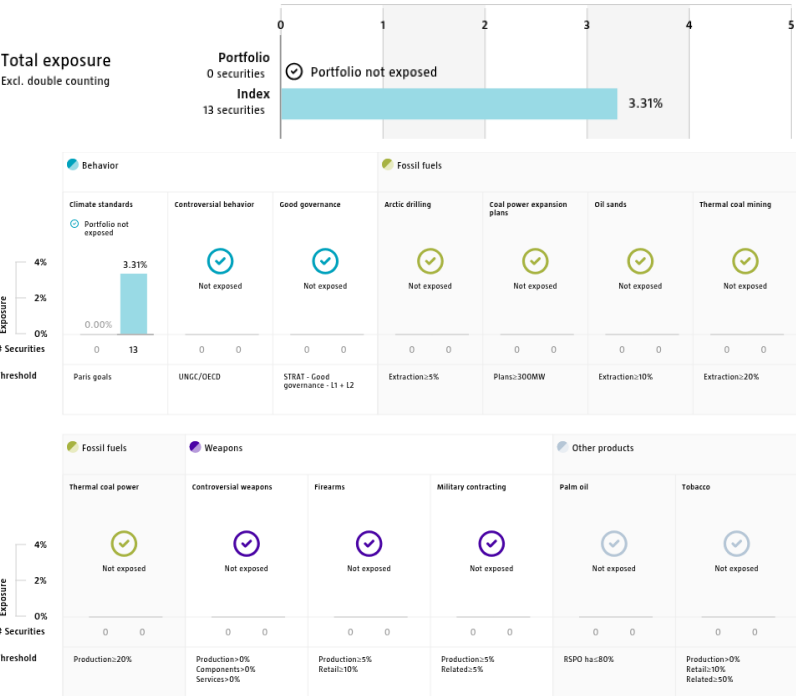 0 1 2 3 4 5
Total exposure
Excl. double counting
Portfolio
0 securities
Portfolio not exposed
Index
13 securities
3.31%
Behavior
Fossil fuels
Climate standards
Controversial behavior
Good governance
Arctic drilling
Coal power expansion
plans
Oil sands
Thermal coal mining
Portfolio not
exposed
3.31%
0.00%
Not exposed
Not exposed
Not exposed
Not exposed
Not exposed
Not exposed
4%
2%
0%
Exposure
# Securities
0 13
0 0
0 0
0 0
0 0
0 0
0 0
Paris goals
UNGC/OECD
STRAT - Good
governance - L1 + L2
Extraction≥5%
Plans≥300MW
Extraction≥10%
Extraction≥20%
Fossil fuels
Weapons
Other products
Thermal coal power
Controversial weapons
Firearms
Military contracting
Palm oil
Tobacco
Not exposed
Not exposed
Not exposed
Not exposed
Not exposed
Not exposed
4%
2%
0%
Exposure
# Securities
0 0
0 0
0 0
0 0
0 0
0 0
Production≥20%
Production>0%
Components>0%
Services>0%
Production≥5%
Retail≥10%
Production≥5%
Related≥5%
RSPO ha≤80%
Production>0%
Retail≥10%
Related≥50%